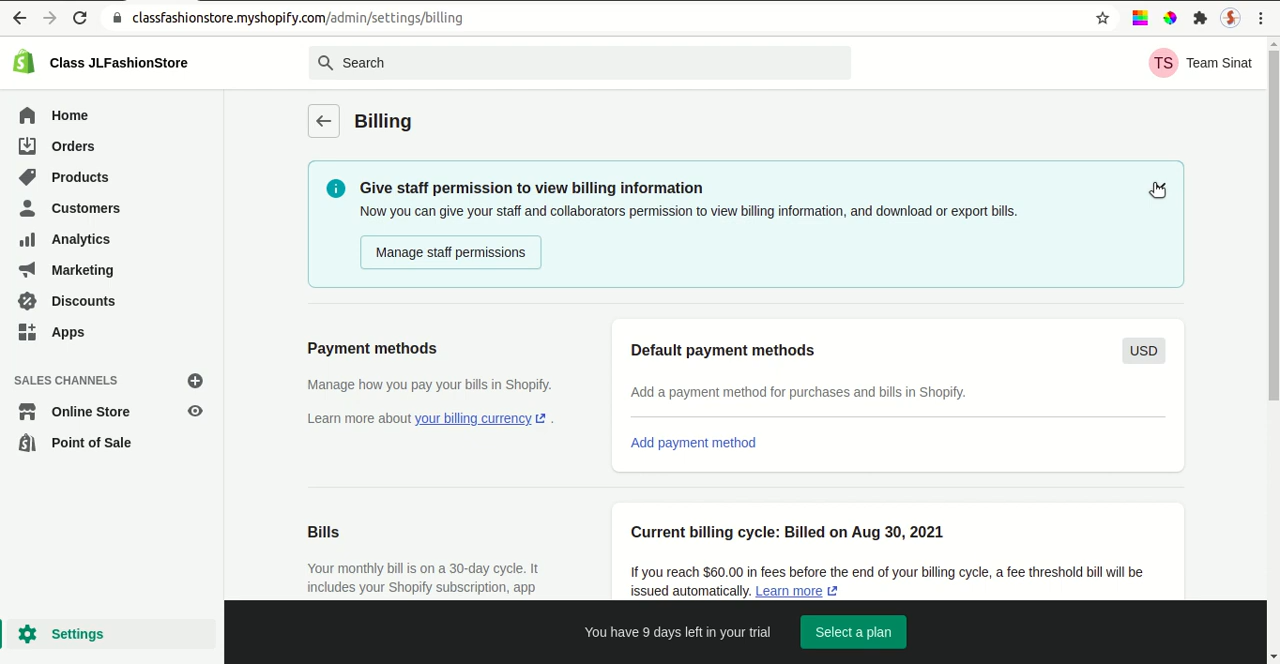 classfashionstore.myshopify.com/admin/settings/billing
Class JLFashionStore
Search
TS Team Sinat
Home
Orders
Products
Customers
Analytics
Marketing
Discounts
Apps
SALES CHANNELS
Online Store
Point of Sale
Settings
Billing
Give staff permission to view billing information
Now you can give your staff and collaborators permission to view billing information, and download or export bills.
Manage staff permissions
Payment methods
Manage how you pay your bills in Shopify.
Learn more about your billing currency .
Default payment methods USD
Add a payment method for purchases and bills in Shopify.
Add payment method
Bills
Your monthly bill is on a 30-day cycle. It
includes your Shopify subscription, app
Current billing cycle: Billed on Aug 30, 2021
If you reach $60.00 in fees before the end of your billing cycle, a fee threshold bill will be
issued automatically. Learn more
You have 9 days left in your trial Select a plan